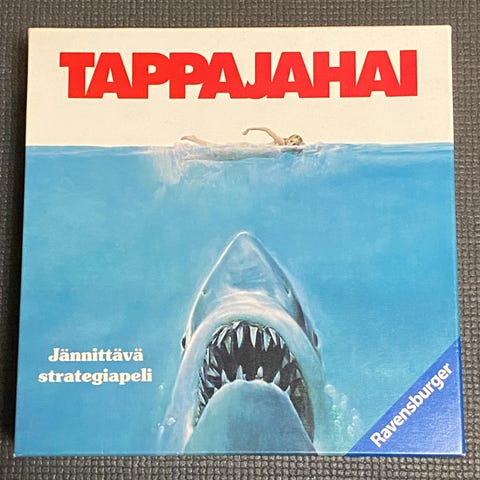 TAPPAJAHAI
Jännittävä
strategiapeli
Ravensburger